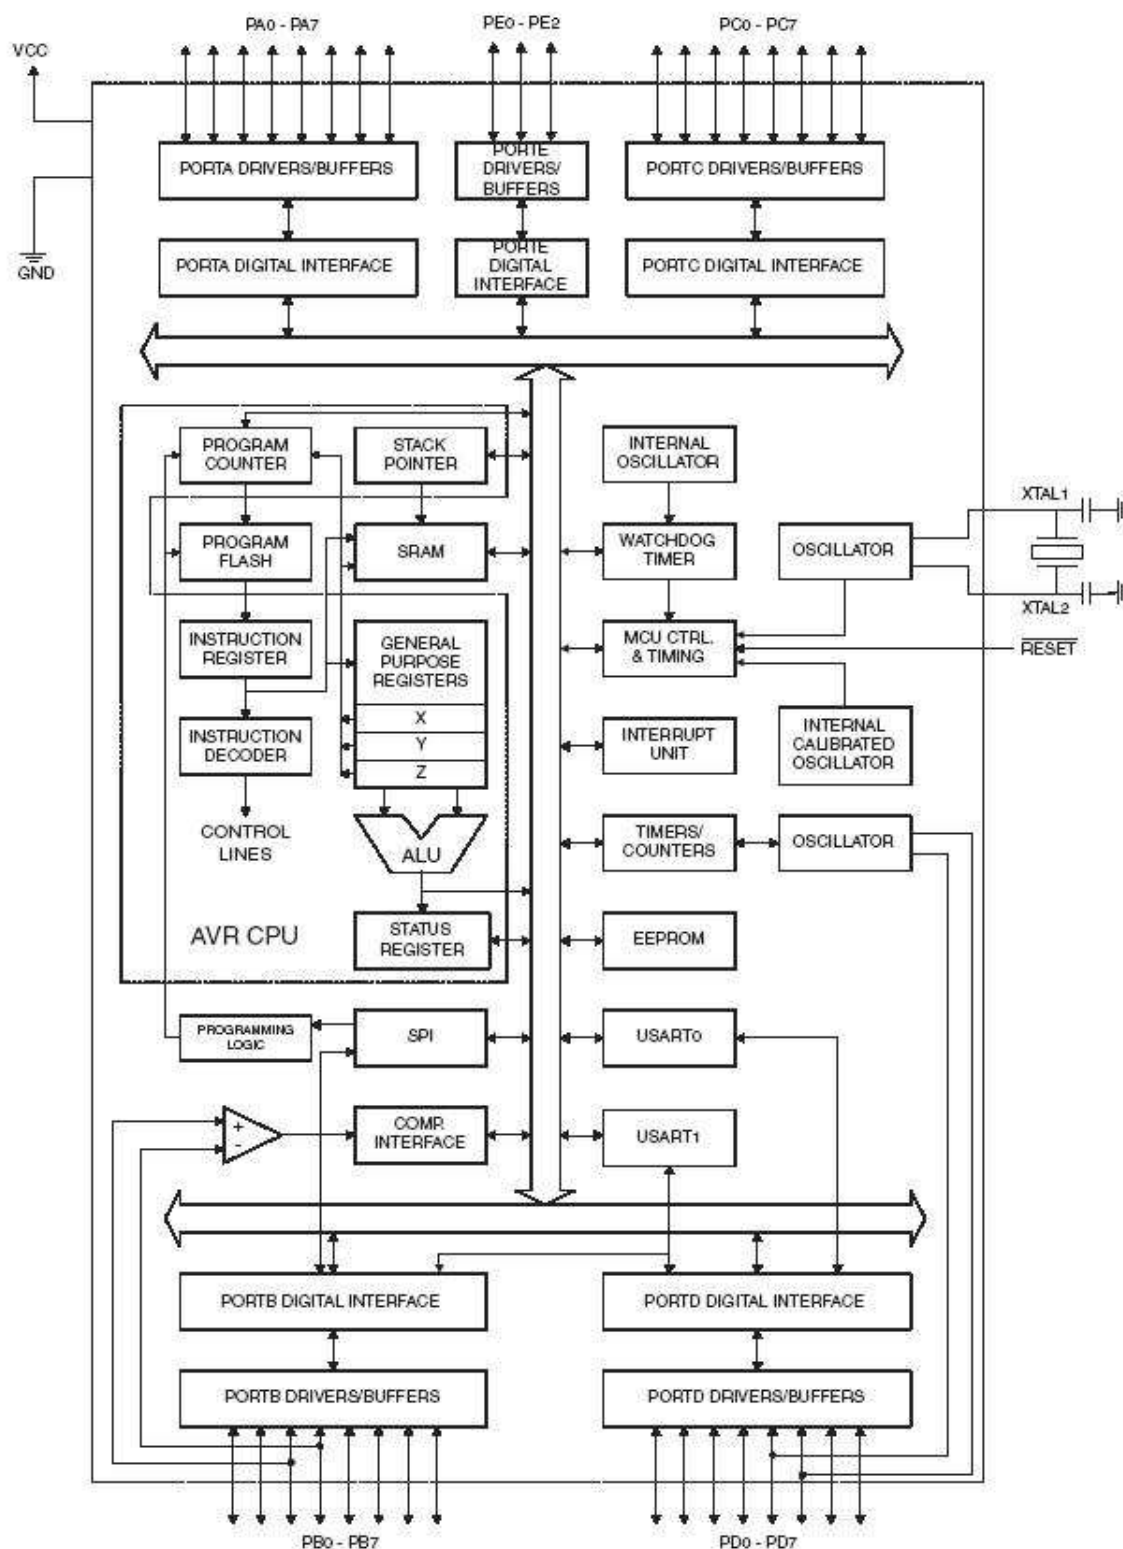 PA0 - PA7
PE0 - PE2
PC0 - PC7
VCC
PORTA DRIVERS/BUFFERS
PORTE
DRIVERS/
BUFFERS
PORTC DRIVERS/BUFFERS
GND
PORTA DIGITAL INTERFACE
PORTE
DIGITAL
INTERFACE
PORTC DIGITAL INTERFACE
PROGRAM
COUNTER
STACK
POINTER
INTERNAL
OSCILLATOR
XTAL1
PROGRAM
FLASH
SRAM
WATCHDOG
TIMER
OSCILLATOR
XTAL2
INSTRUCTION
REGISTER
GENERAL
PURPOSE
REGISTERS
X
Y
Z
MCU CTRL.
& TIMING
RESET
INSTRUCTION
DECODER
INTERRUPT
UNIT
INTERNAL
CALIBRATED
OSCILLATOR
CONTROL
LINES
ALU
TIMERS/
COUNTERS
OSCILLATOR
AVR CPU
STATUS
REGISTER
EEPROM
PROGRAMMING
LOGIC
SPI
USART0
+
-
COMP.
INTERFACE
USART1
PORTB DIGITAL INTERFACE
PORTD DIGITAL INTERFACE
PORTB DRIVERS/BUFFERS
PORTD DRIVERS/BUFFERS
PB0 - PB7
PD0 - PD7